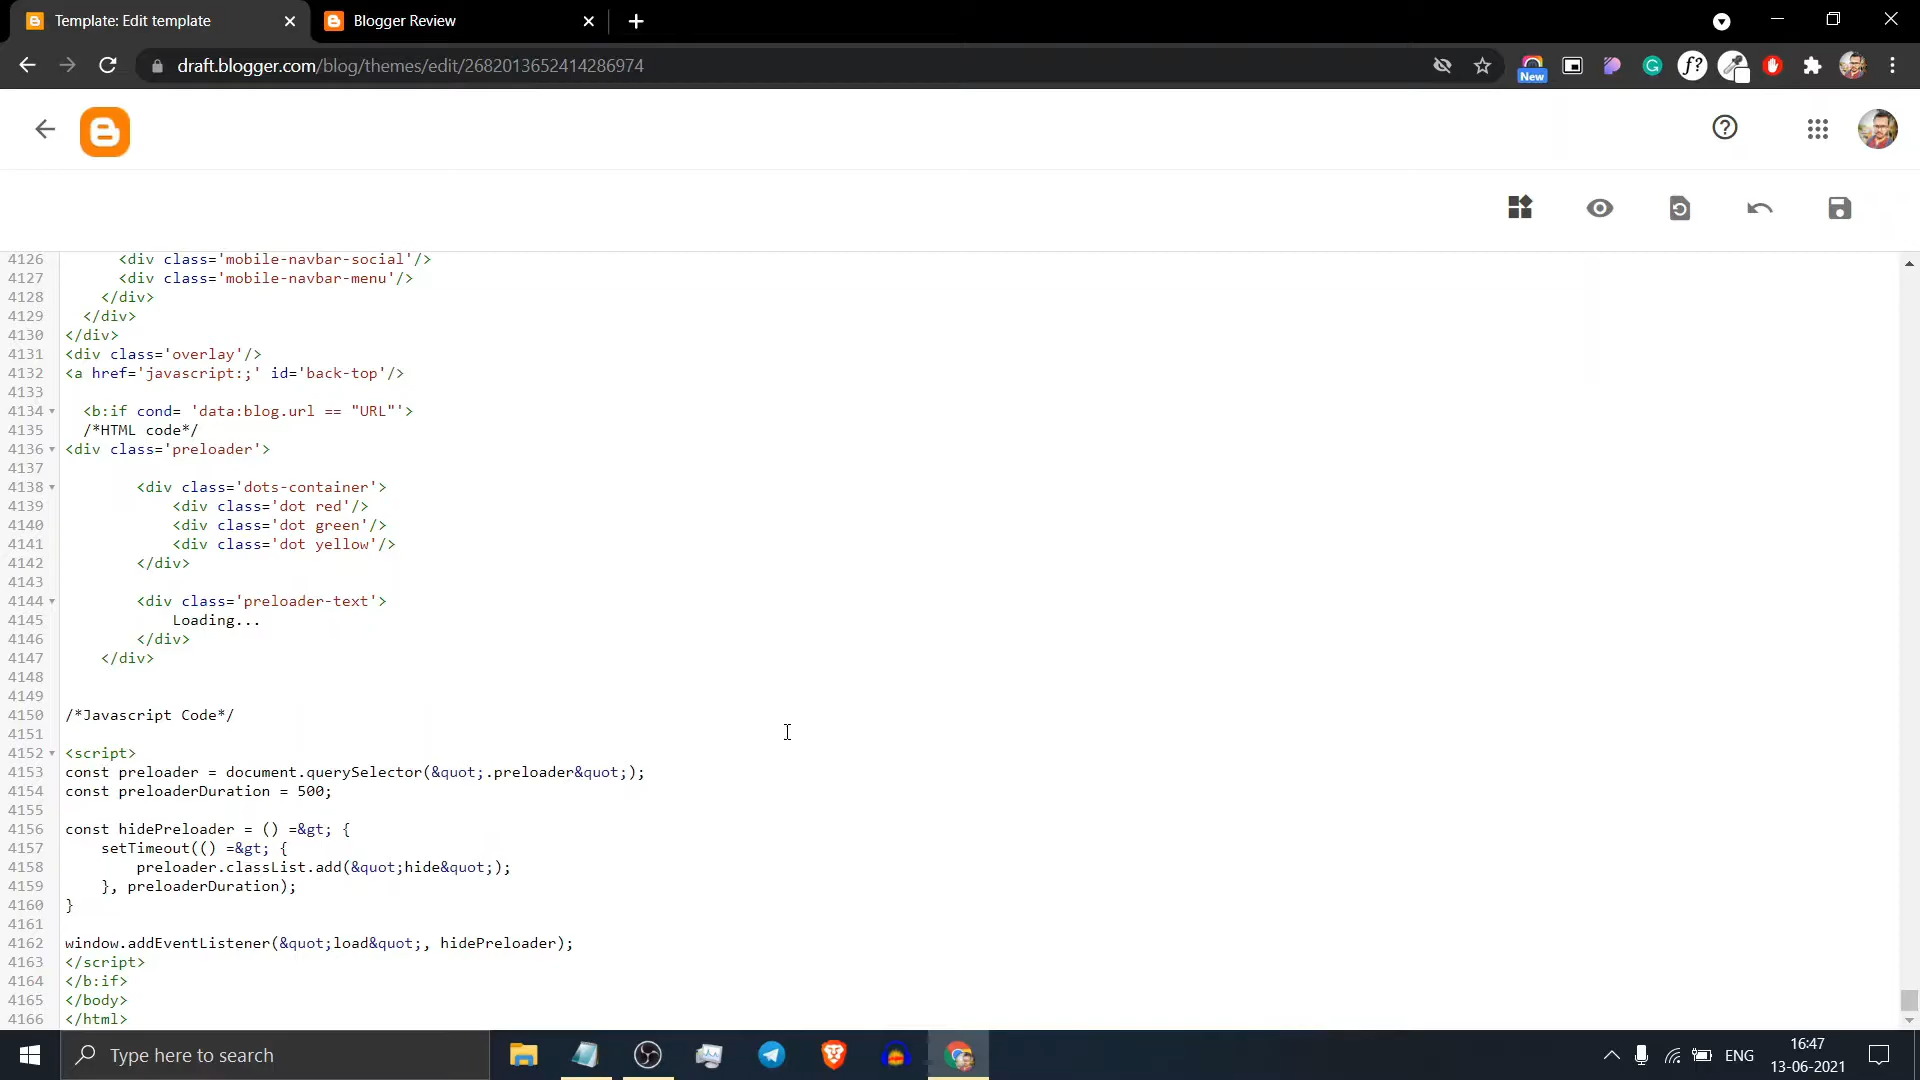 Template: Edit template
Blogger Review
draft.blogger.com/blog/themes/edit/2682013652414286974
New
f?
4126 <div class='mobile-navbar-social'/>
4127 <div class='mobile-navbar-menu'/>
4128 </div>
4129 </div>
4130 </div>
4131 <div class='overlay'/>
4132 <a href='javascript:;' id='back-top'/>
4133
4134 <b:if cond= 'data:blog.url == "URL"'>
4135 /*HTML code*/
4136 <div class='preloader'>
4137
4138 <div class='dots-container'>
4139 <div class='dot red'/>
4140 <div class='dot green'/>
4141 <div class='dot yellow'/>
4142 </div>
4143
4144 <div class='preloader-text'>
4145 Loading...
4146 </div>
4147 </div>
4148
4149
4150 /*Javascript Code*/
4151
4152 <script>
4153 const preloader = document.querySelector(&quot;.preloader&quot;);
4154 const preloaderDuration = 500;
4155
4156 const hidePreloader = () =&gt; {
4157 setTimeout(() =&gt; {
4158 preloader.classList.add(&quot;hide&quot;);
4159 }, preloaderDuration);
4160 }
4161
4162 window.addEventListener(&quot;load&quot;, hidePreloader);
4163 </script>
4164 </b:if>
4165 </body>
4166 </html>
Type here to search
ENG
16:47
13-06-2021